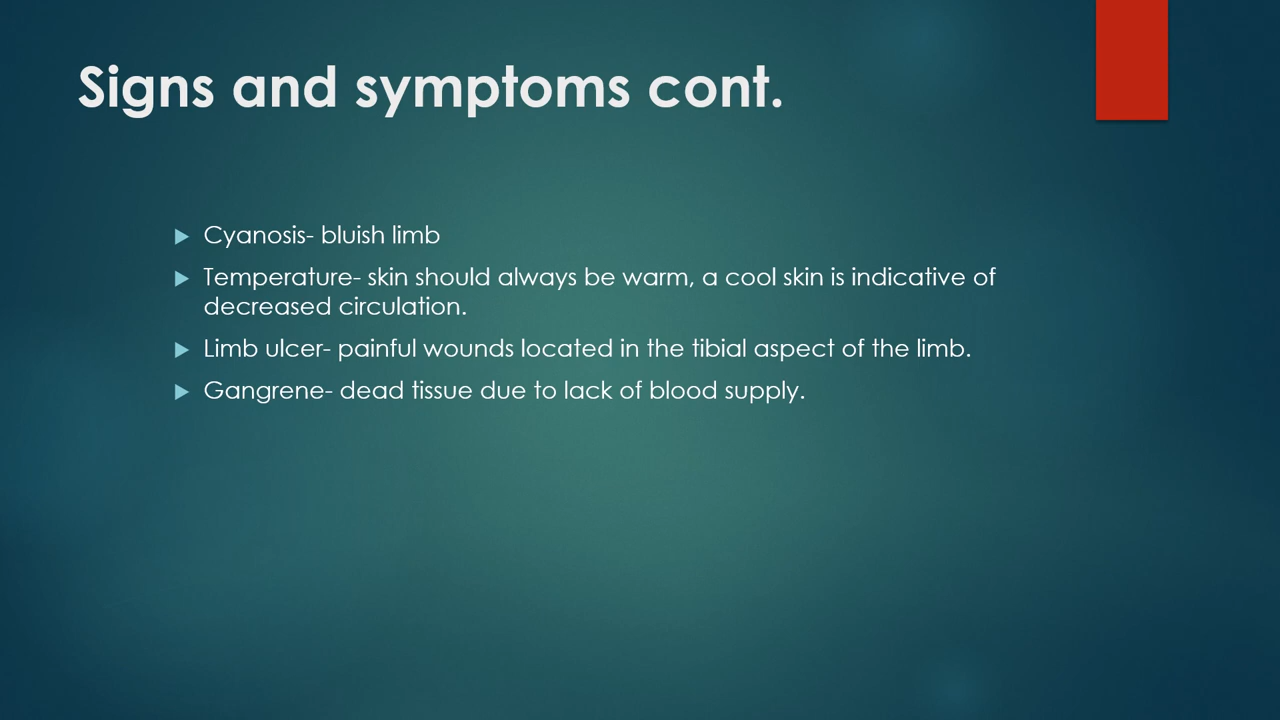 Signs and symptoms cont.
Cyanosis- bluish limb
Temperature- skin should always be warm, a cool skin is indicative of
decreased circulation.
Limb ulcer- painful wounds located in the tibial aspect of the limb.
Gangrene- dead tissue due to lack of blood supply.